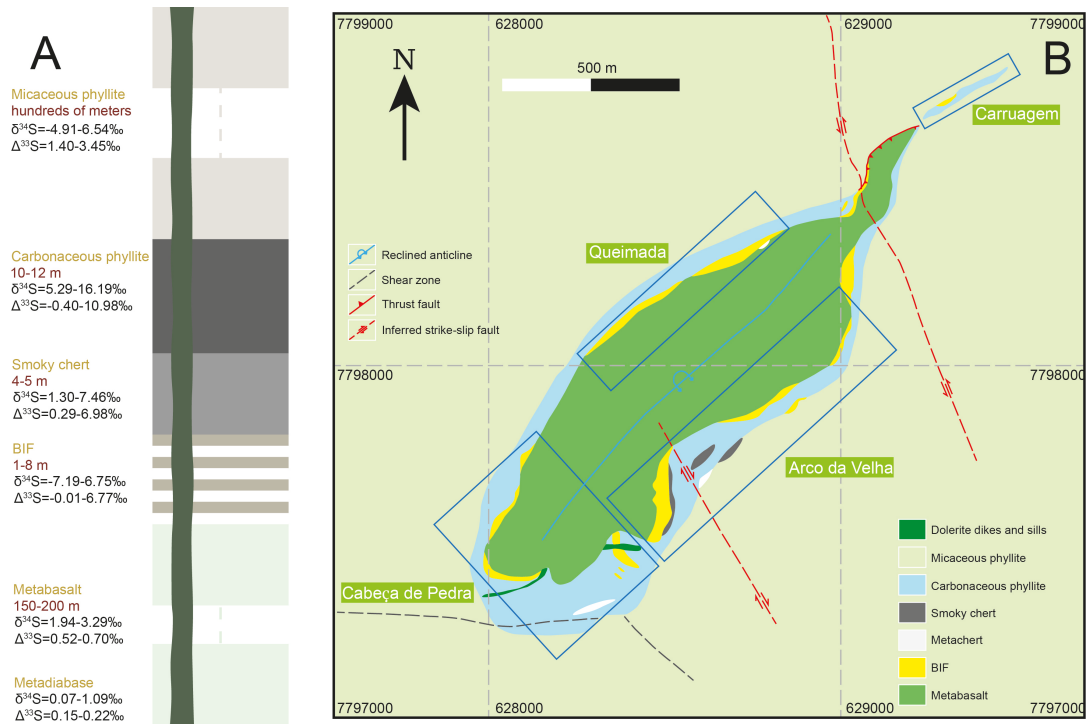 A
Micaceous phyllite
hundreds of meters
δ³⁴S=-4.91-6.54‰
Δ³³S=1.40-3.45‰
Carbonaceous phyllite
10-12 m
δ³⁴S=5.29-16.19‰
Δ³³S=-0.40-10.98‰
Smoky chert
4-5 m
δ³⁴S=1.30-7.46‰
Δ³³S=0.29-6.98‰
BIF
1-8 m
δ³⁴S=-7.19-6.75‰
Δ³³S=-0.01-6.77‰
Metabasalt
150-200 m
δ³⁴S=1.94-3.29‰
Δ³³S=0.52-0.70‰
Metadiabase
δ³⁴S=0.07-1.09‰
Δ³³S=0.15-0.22‰
7799000
628000
629000
7799000
N
500 m
B
Carruagem
Queimada
Reclined anticline
Shear zone
Thrust fault
Inferred strike-slip fault
7798000
7798000
Arco da Velha
Cabeça de Pedra
Dolerite dikes and sills
Micaceous phyllite
Carbonaceous phyllite
Smoky chert
Metachert
BIF
Metabasalt
7797000
628000
629000
7797000